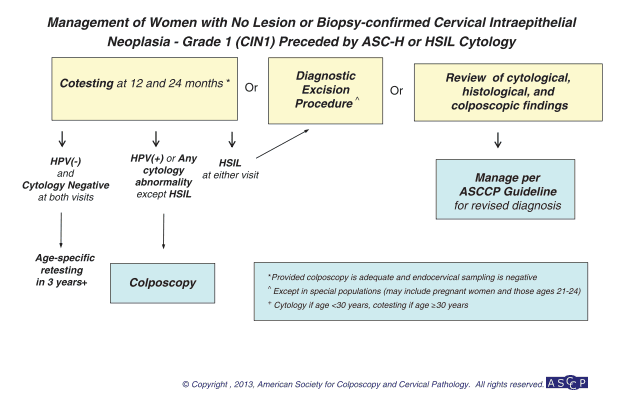 Management of Women with No Lesion or Biopsy-confirmed Cervical Intraepithelial
Neoplasia - Grade 1 (CIN1) Preceded by ASC-H or HSIL Cytology
Cotesting at 12 and 24 months *
Or
Diagnostic
Excision
Procedure ^
Or
Review of cytological,
histological, and
colposcopic findings
HPV(-)
and
Cytology Negative
at both visits
HPV(+) or Any
cytology
abnormality
except HSIL
HSIL
at either visit
Manage per
ASCCP Guideline
for revised diagnosis
Age-specific
retesting
in 3 years+
Colposcopy
*Provided colposcopy is adequate and endocervical sampling is negative
^ Except in special populations (may include pregnant women and those ages 21-24)
+ Cytology if age <30 years, cotesting if age ≥30 years
© Copyright , 2013, American Society for Colposcopy and Cervical Pathology. All rights reserved.
ASCCP